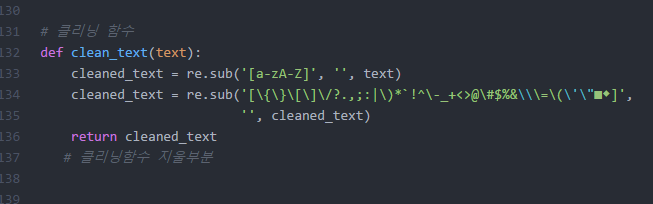 130
131 # 클리닝 함수
132 def clean_text(text):
133 cleaned_text = re.sub('[a-zA-Z]', '', text)
134 cleaned_text = re.sub('[\{\}\[\]\/?.,;:|\)*`!^\-_+<>@\#$%&\\\=\(\'\"■◆]',
135 '', cleaned_text)
136 return cleaned_text
137 # 클리닝함수 지울부분
138
139